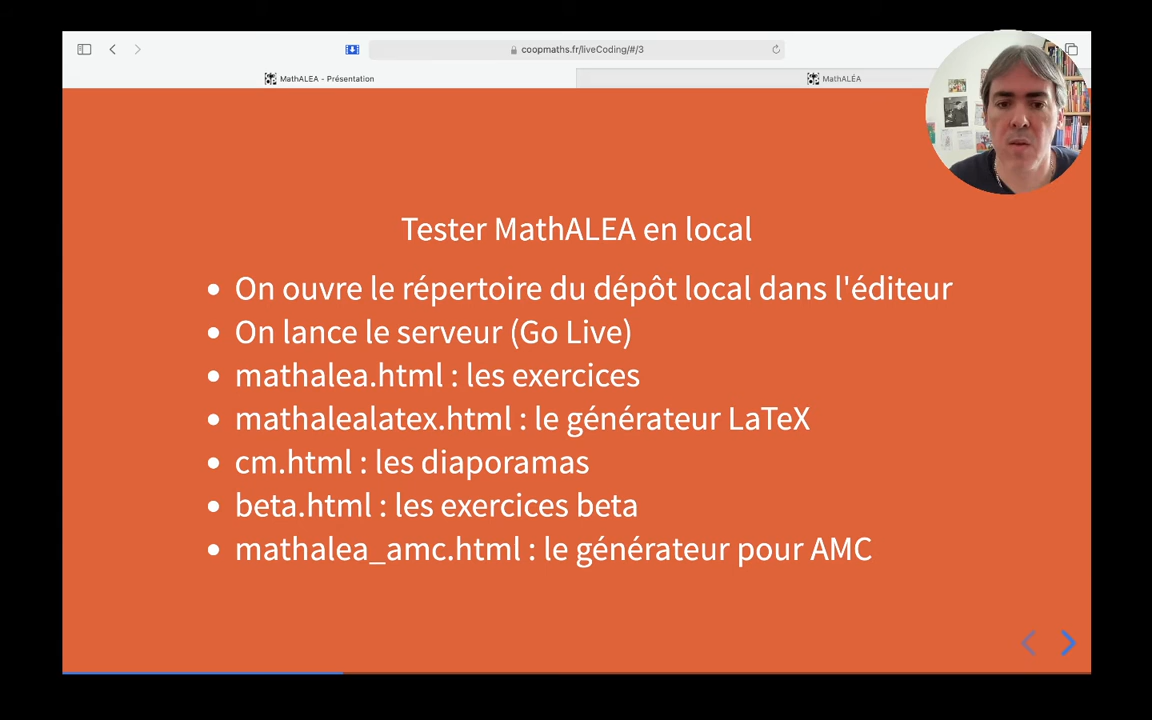 coopmaths.fr/liveCoding/#/3
MathALEA - Présentation
MathALÉA
Tester MathALEA en local
• On ouvre le répertoire du dépôt local dans l'éditeur
• On lance le serveur (Go Live)
• mathalea.html : les exercices
• mathalealatex.html : le générateur LaTeX
• cm.html : les diaporamas
• beta.html : les exercices beta
• mathalea_amc.html : le générateur pour AMC